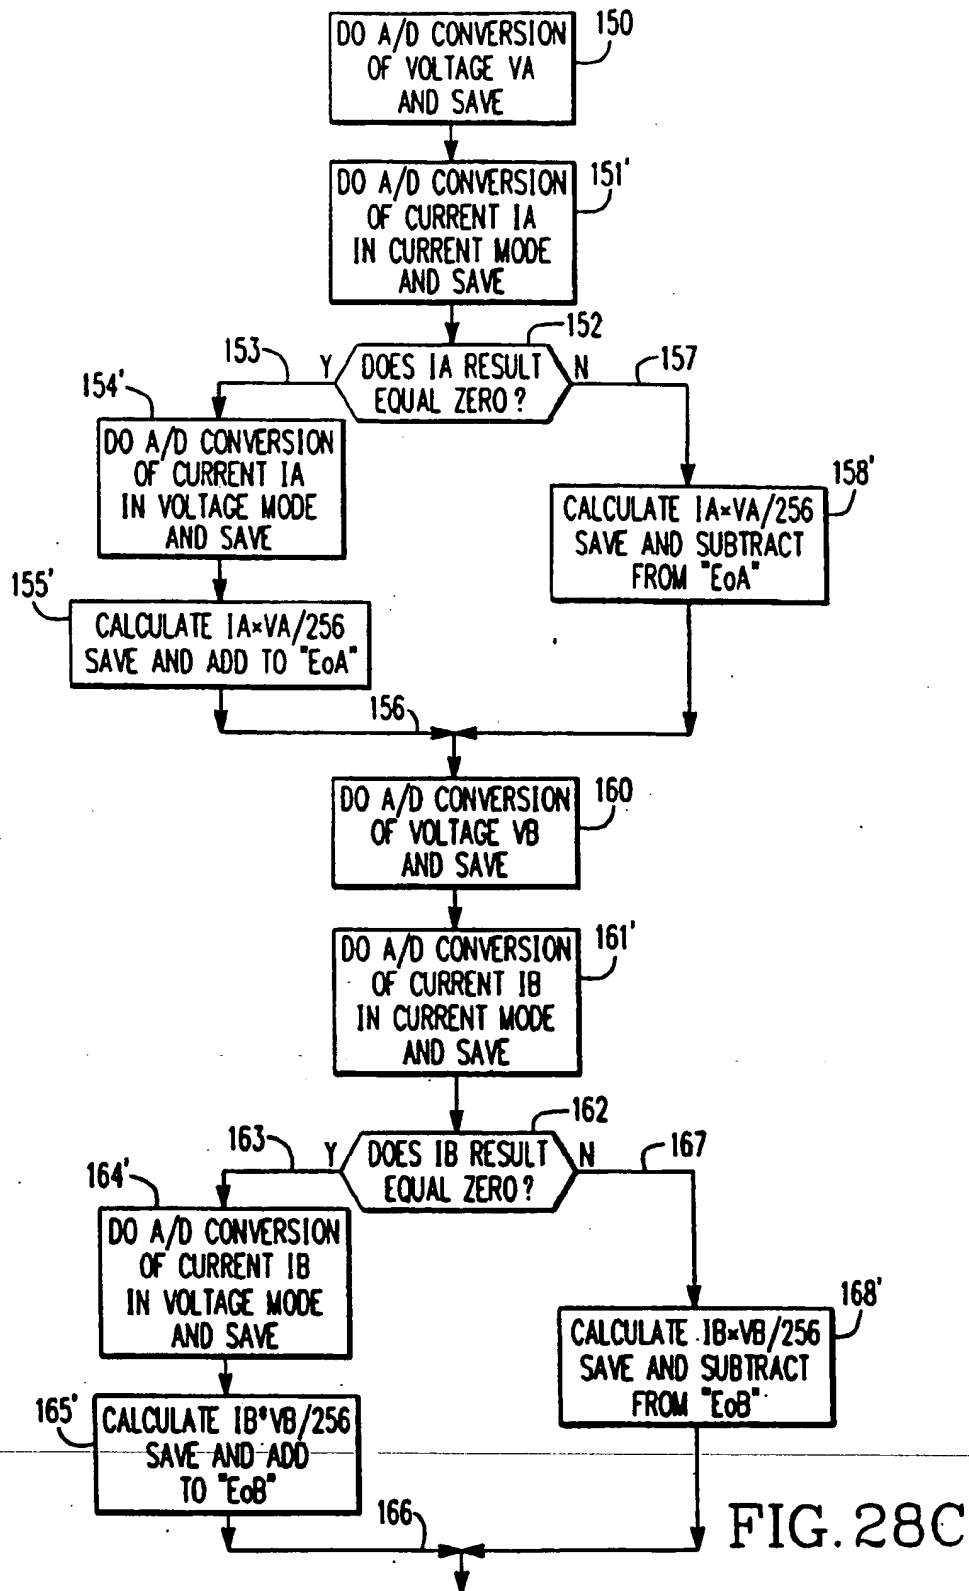 DO A/D CONVERSION
OF VOLTAGE VA
AND SAVE
150
DO A/D CONVERSION
OF CURRENT IA
IN CURRENT MODE
AND SAVE
151'
152
153
Y
DOES IA RESULT
EQUAL ZERO?
N
157
154'
DO A/D CONVERSION
OF CURRENT IA
IN VOLTAGE MODE
AND SAVE
158'
CALCULATE IA*VA/256
SAVE AND SUBTRACT
FROM "EoA"
155'
CALCULATE IA*VA/256
SAVE AND ADD TO "EoA"
156
DO A/D CONVERSION
OF VOLTAGE VB
AND SAVE
160
DO A/D CONVERSION
OF CURRENT IB
IN CURRENT MODE
AND SAVE
161'
162
163
Y
DOES IB RESULT
EQUAL ZERO?
N
167
164'
DO A/D CONVERSION
OF CURRENT IB
IN VOLTAGE MODE
AND SAVE
168'
CALCULATE IB*VB/256
SAVE AND SUBTRACT
FROM "EoB"
165'
CALCULATE IB*VB/256
SAVE AND ADD
TO "EoB"
166
FIG. 28C